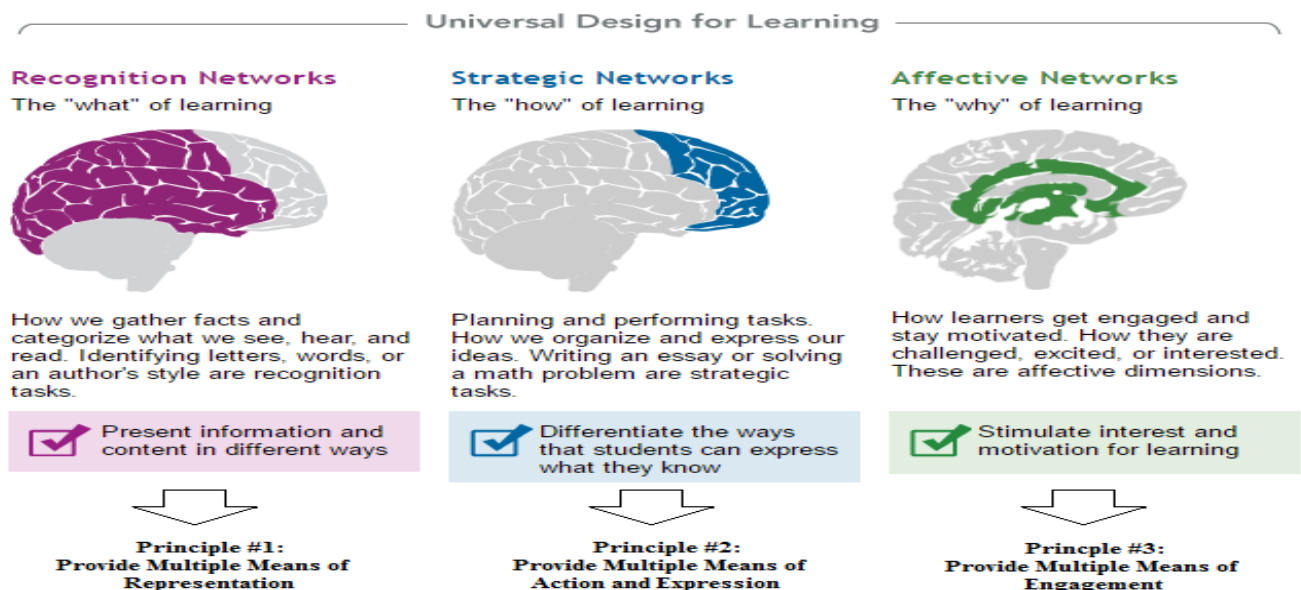 Universal Design for Learning
Recognition Networks
The "what" of learning
How we gather facts and
categorize what we see, hear, and
read. Identifying letters, words, or
an author's style are recognition
tasks.
Present information and
content in different ways
Principle #1:
Provide Multiple Means of
Representation
Strategic Networks
The "how" of learning
Planning and performing tasks.
How we organize and express our
ideas. Writing an essay or solving
a math problem are strategic
tasks.
Differentiate the ways
that students can express
what they know
Principle #2:
Provide Multiple Means of
Action and Expression
Affective Networks
The "why" of learning
How learners get engaged and
stay motivated. How they are
challenged, excited, or interested.
These are affective dimensions.
Stimulate interest and
motivation for learning
Princple #3:
Provide Multiple Means of
Engagement